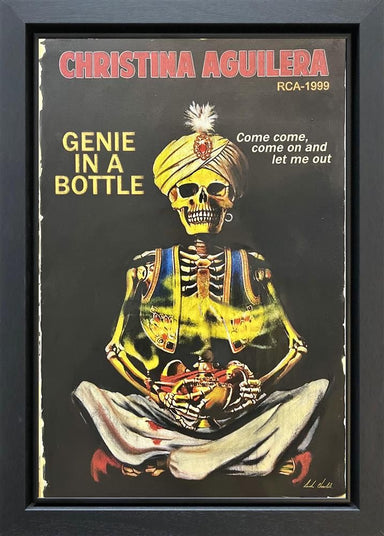 CHRISTINA AGUILERA
RCA-1999
GENIE
IN A
BOTTLE
Come come,
come on and
let me out